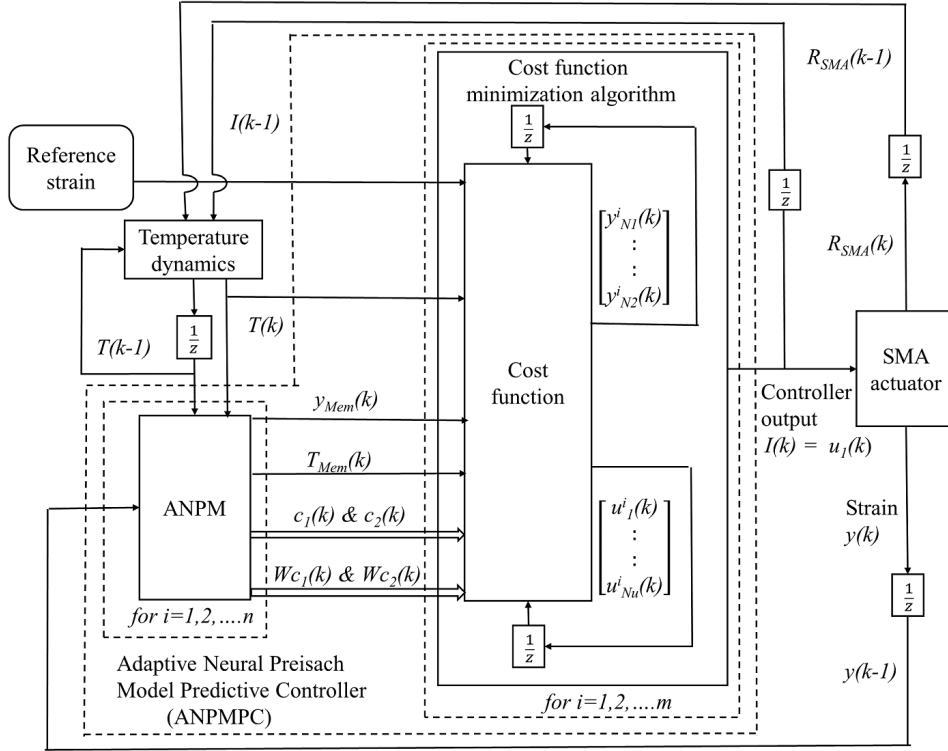 Cost function
minimization algorithm
R_SMA(k-1)
I(k-1)
1/z
Reference
strain
1/z
1/z
Temperature
dynamics
y^i_N1(k)
:
:
y^i_N2(k)
R_SMA(k)
T(k)
1/z
T(k-1)
SMA
actuator
Cost
function
Controller
output
I(k) = u_1(k)
y_Mem(k)
T_Mem(k)
ANPM
c_1(k) & c_2(k)
Wc_1(k) & Wc_2(k)
u^i_1(k)
:
:
u^i_Nu(k)
Strain
y(k)
1/z
1/z
for i=1,2,....n
Adaptive Neural Preisach
Model Predictive Controller
(ANPMPC)
y(k-1)
for i=1,2,....m